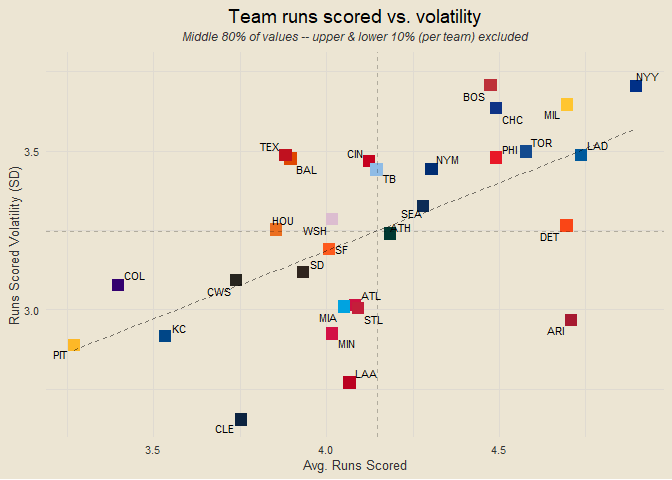 Team runs scored vs. volatility
Middle 80% of values -- upper & lower 10% (per team) excluded
Runs Scored Volatility (SD)
3.5
3.0
NYY
BOS
MIL
CHC
TEX
BAL
CIN
TB
NYM
PHI
TOR
LAD
SEA
HOU
WSH
ATH
DET
SF
SD
COL
CWS
ATL
MIA
STL
ARI
KC
MIN
PIT
LAA
CLE
3.5
4.0
4.5
Avg. Runs Scored